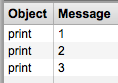 Object Message
print 1
print 2
print 3